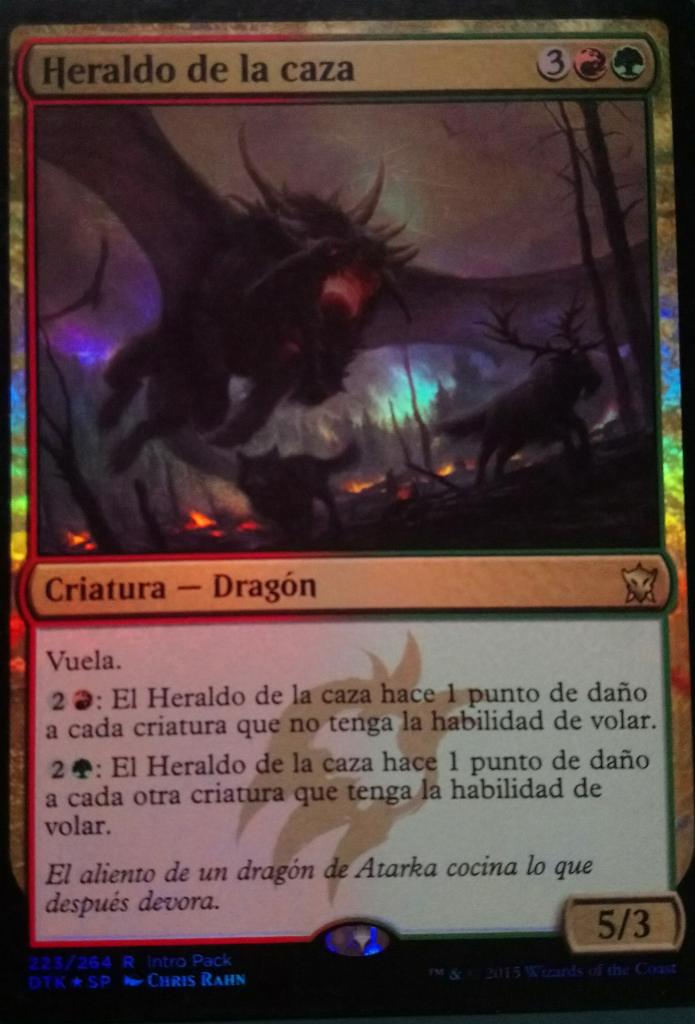 Heraldo de la caza 3
Criatura — Dragón
Vuela.
2 : El Heraldo de la caza hace 1 punto de daño
a cada criatura que no tenga la habilidad de volar.
2 : El Heraldo de la caza hace 1 punto de daño
a cada otra criatura que tenga la habilidad de
volar.
El aliento de un dragón de Atarka cocina lo que
después devora.
5/3
223/264 R Intro Pack
DTK ★ SP Chris Rahn
™ & © 2015 Wizards of the Coast